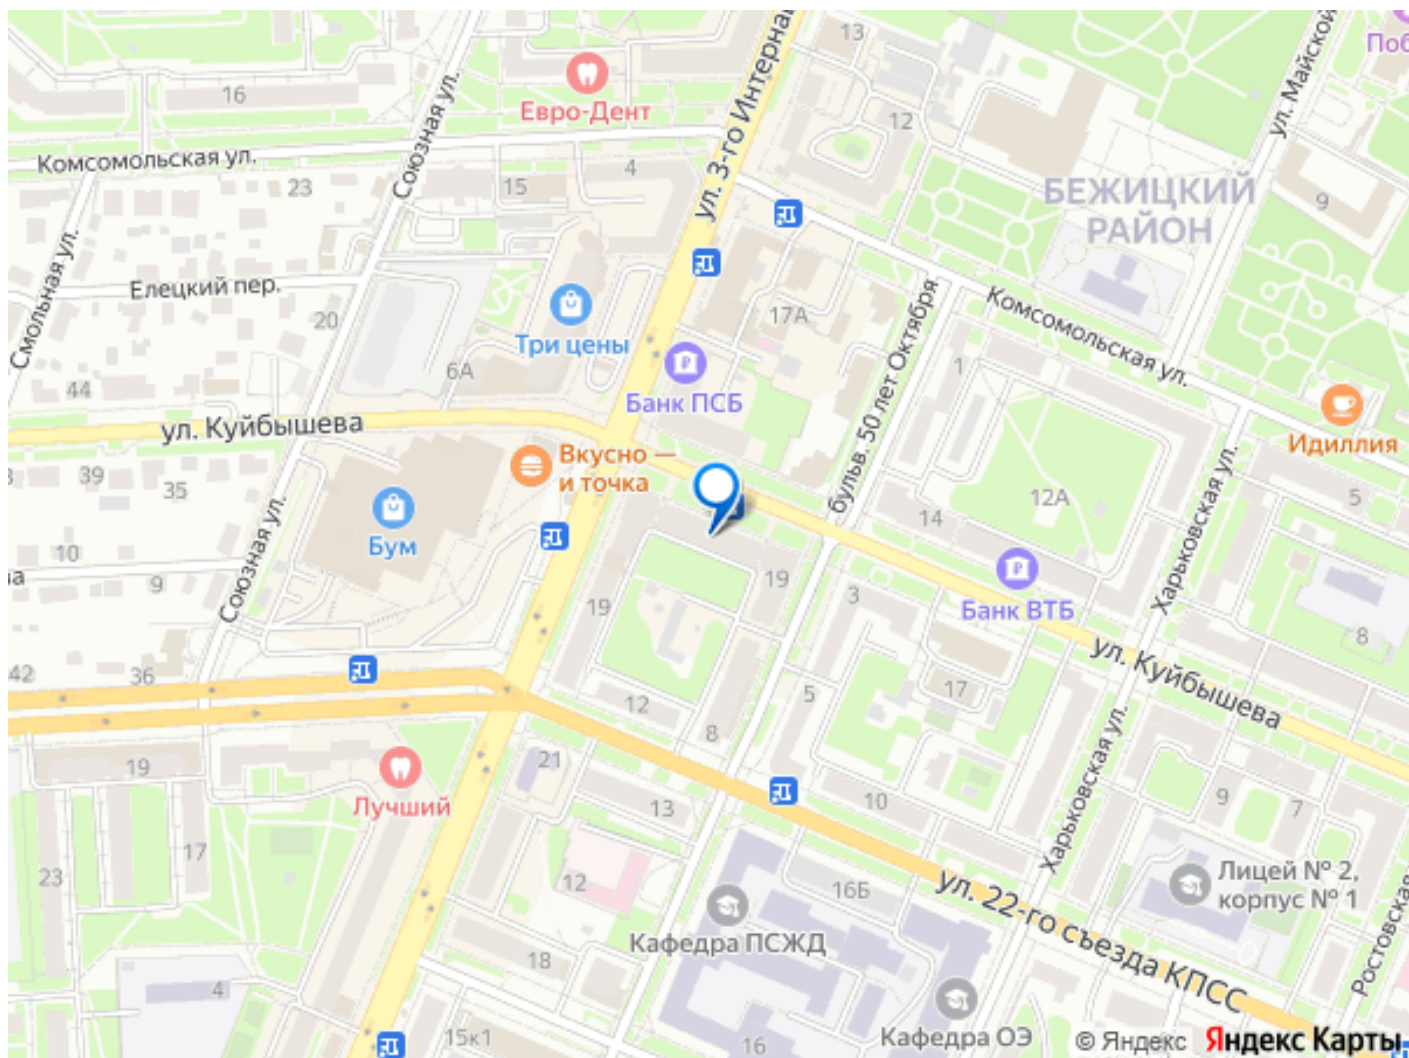 13
Поб
ул. Майской
16
Евро-Дент
ул. 3-го Интернац
12
Комсомольская ул.
23
Союзная ул.
15
4
БЕЖИЦКИЙ
РАЙОН
9
Смольная ул.
Елецкий пер.
20
Три цены
17А
Комсомольская ул.
44
6А
Банк ПСБ
1
бульв. 50 лет Октября
Идиллия
ул. Куйбышева
Вкусно —
и точка
39
35
Бум
12А
5
14
Харьковская ул.
10
9
Союзная ул.
19
19
3
Банк ВТБ
8
42
36
ул. Куйбышева
12
5
17
8
19
21
Лучший
13
10
Харьковская ул.
9
7
17
23
12
16Б
Лицей № 2,
корпус № 1
ул. 22-го съезда КПСС
Кафедра ПСЖД
18
4
Ростовская
15к1
16
Кафедра ОЭ
© Яндекс Яндекс Карты